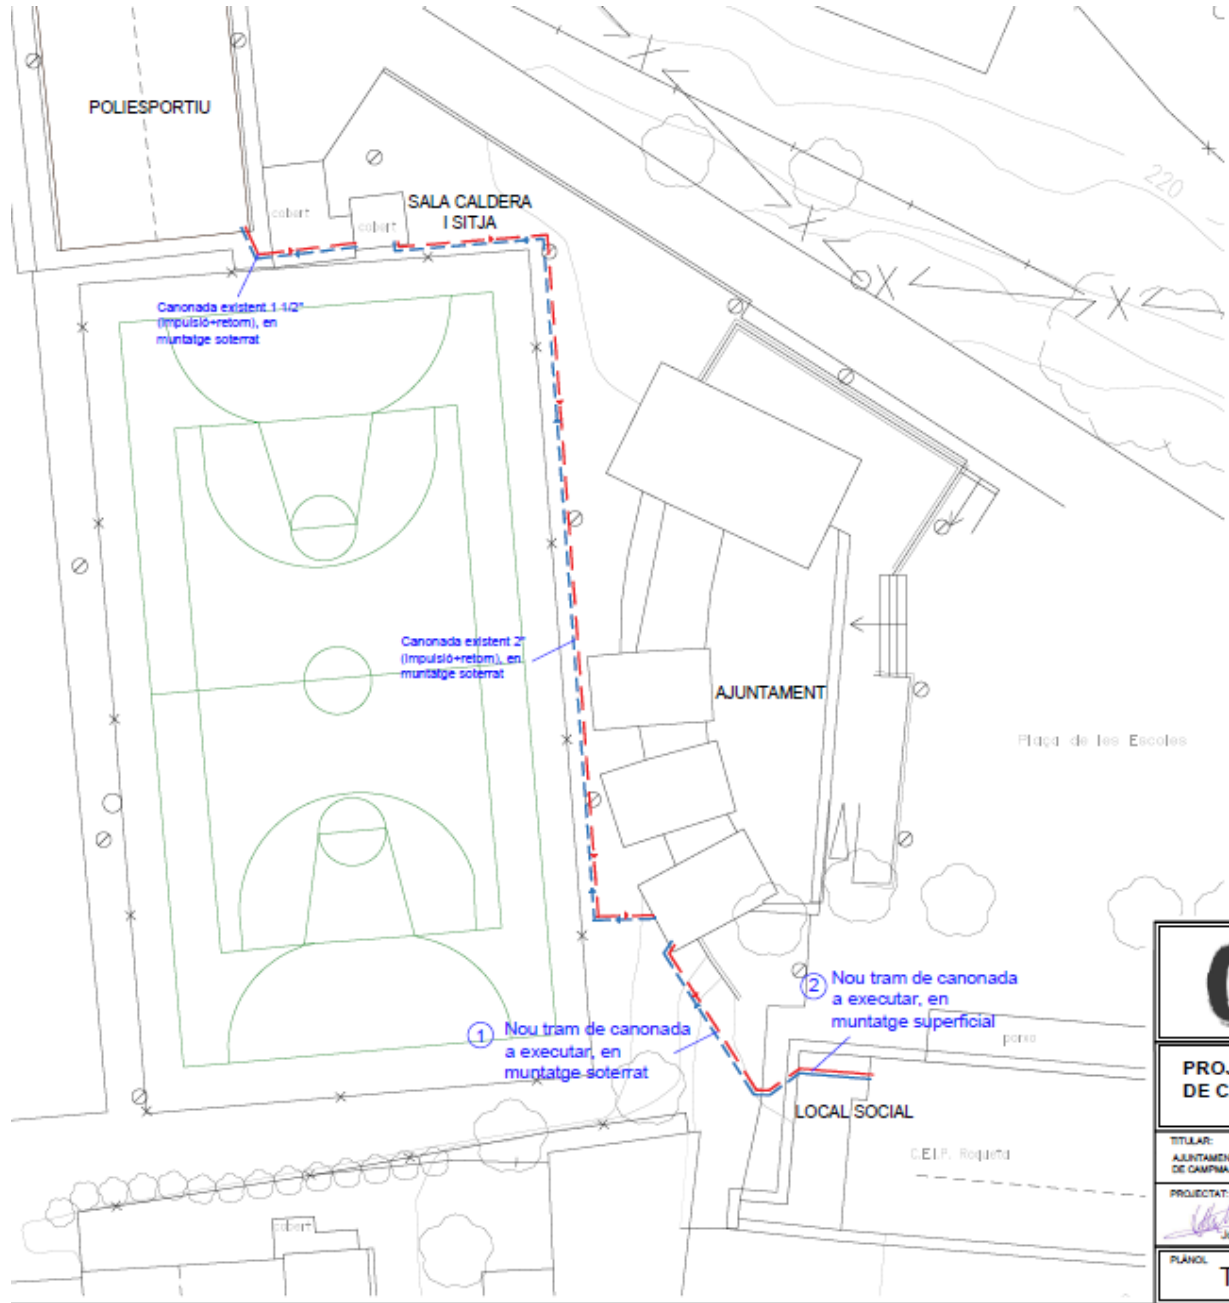 POLIESPORTIU
SALA CALDERA
I SITJA
cobert
cobert
220
Canonada existent 1 1/2"
(impulsió+retorn), en
muntatge soterrat
Canonada existent 2"
(impulsió+retorn), en
muntatge soterrat
AJUNTAMENT
Plaça de les Escoles
2 Nou tram de canonada
a executar, en
muntatge superficial
1 Nou tram de canonada
a executar, en
muntatge soterrat
porxo
LOCAL SOCIAL
C.E.I.P. Roqueta
cobert
PROJ
DE C
TITULAR:
AJUNTAMEN
DE CAMPMA
PROJECTAT:
PLÀNOL
T